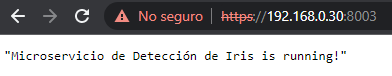 No seguro https://192.168.0.30:8003
"Microservicio de Detección de Iris is running!"